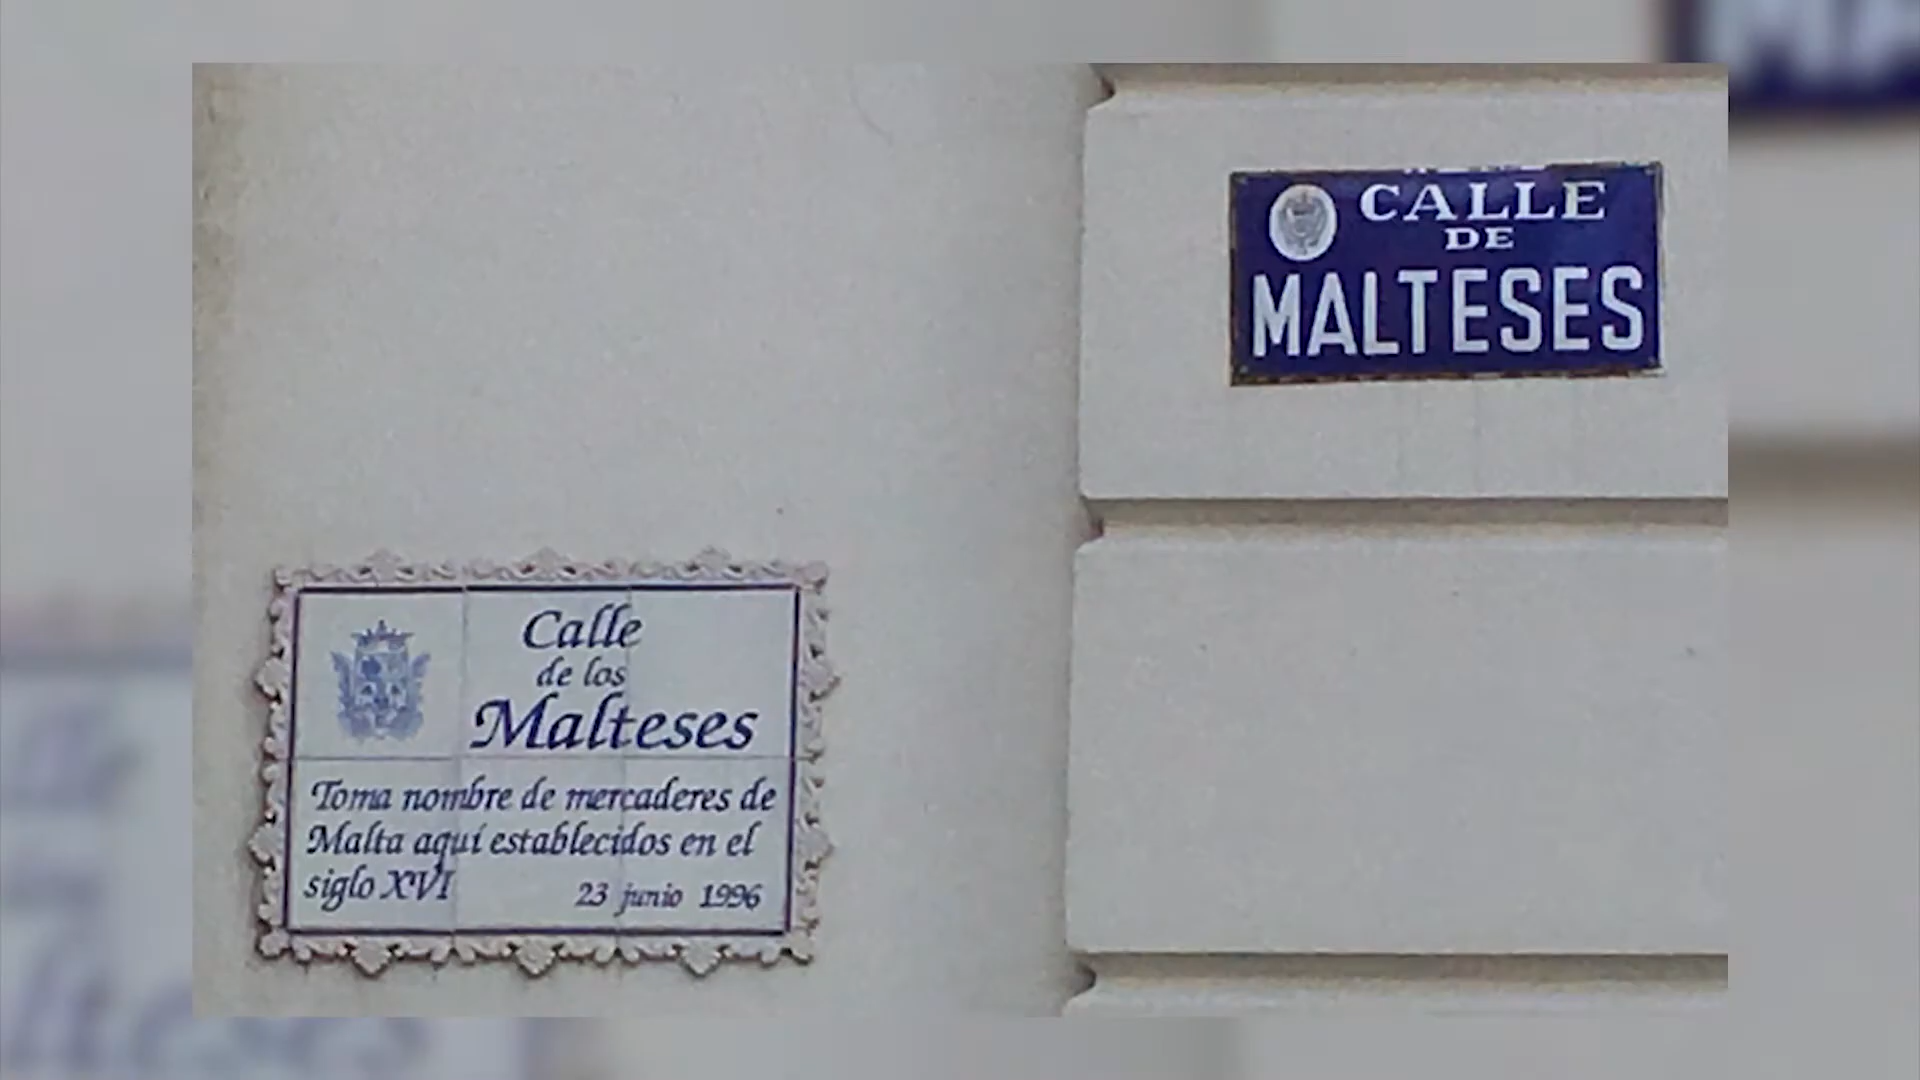 CALLE
DE
MALTESES
Calle
de los
Malteses
Toma nombre de mercaderes de
Malta aquí establecidos en el
siglo XVI 23 junio 1996